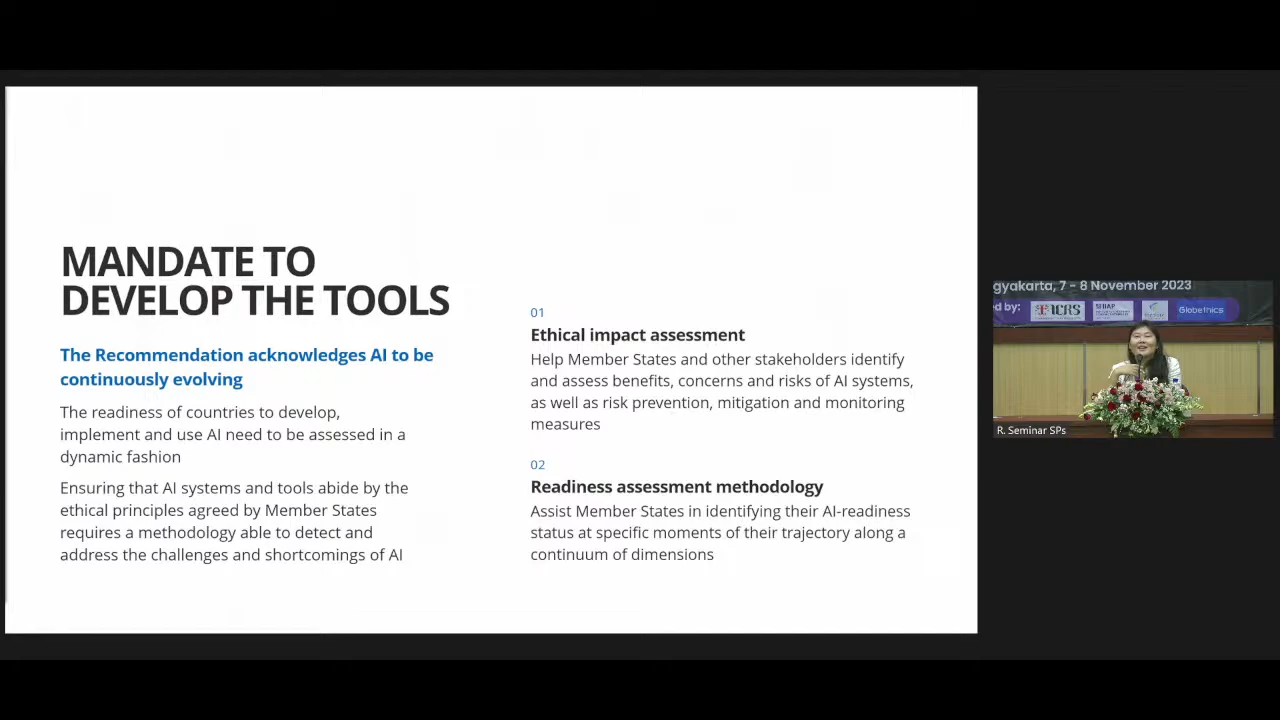 MANDATE TO
DEVELOP THE TOOLS
The Recommendation acknowledges AI to be
continuously evolving
The readiness of countries to develop,
implement and use AI need to be assessed in a
dynamic fashion
Ensuring that AI systems and tools abide by the
ethical principles agreed by Member States
requires a methodology able to detect and
address the challenges and shortcomings of AI
01
Ethical impact assessment
Help Member States and other stakeholders identify
and assess benefits, concerns and risks of AI systems,
as well as risk prevention, mitigation and monitoring
measures
02
Readiness assessment methodology
Assist Member States in identifying their AI-readiness
status at specific moments of their trajectory along a
continuum of dimensions
gyakarta, 7 - 8 November 2023
d by:
ICRS
Globethics
R. Seminar SPs